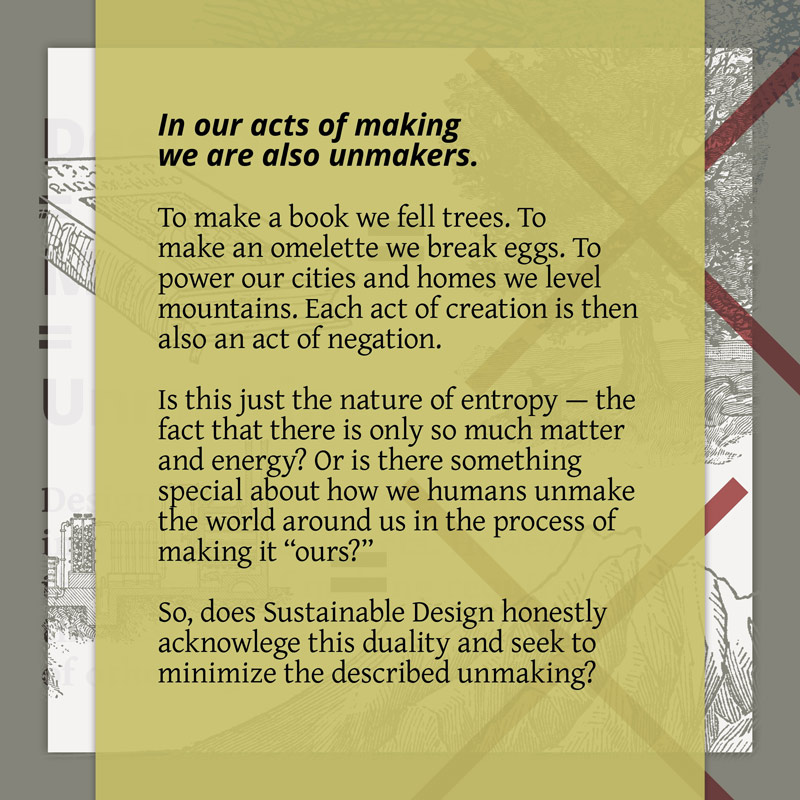 In our acts of making
we are also unmakers.
To make a book we fell trees. To
make an omelette we break eggs. To
power our cities and homes we level
mountains. Each act of creation is then
also an act of negation.
Is this just the nature of entropy — the
fact that there is only so much matter
and energy? Or is there something
special about how we humans unmake
the world around us in the process of
making it “ours?”
So, does Sustainable Design honestly
acknowlege this duality and seek to
minimize the described unmaking?